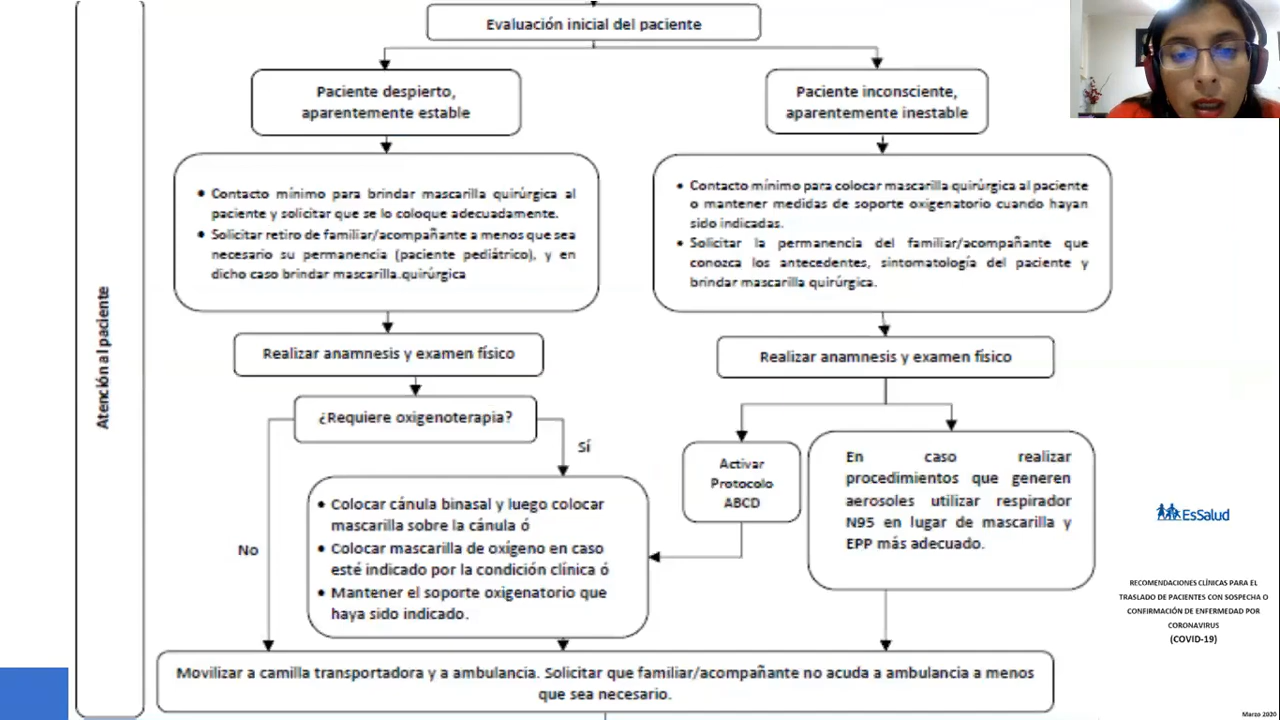 Evaluación inicial del paciente
Paciente despierto,
aparentemente estable
Paciente inconsciente,
aparentemente inestable
• Contacto mínimo para brindar mascarilla quirúrgica al
paciente y solicitar que se lo coloque adecuadamente.
• Solicitar retiro de familiar/acompañante a menos que sea
necesario su permanencia (paciente pediátrico), y en
dicho caso brindar mascarilla.quirúrgica
• Contacto mínimo para colocar mascarilla quirúrgica al paciente
o mantener medidas de soporte oxigenatorio cuando hayan
sido indicadas.
• Solicitar la permanencia del familiar/acompañante que
conozca los antecedentes, sintomatología del paciente y
brindar mascarilla quirúrgica.
Atención al paciente
Realizar anamnesis y examen físico
Realizar anamnesis y examen físico
¿Requiere oxigenoterapia?
Sí
No
• Colocar cánula binasal y luego colocar
mascarilla sobre la cánula ó
• Colocar mascarilla de oxígeno en caso
esté indicado por la condición clínica ó
• Mantener el soporte oxigenatorio que
haya sido indicado.
Activar
Protocolo
ABCD
En caso realizar
procedimientos que generen
aerosoles utilizar respirador
N95 en lugar de mascarilla y
EPP más adecuado.
Movilizar a camilla transportadora y a ambulancia. Solicitar que familiar/acompañante no acuda a ambulancia a menos
que sea necesario.
EsSalud
RECOMENDACIONES CLÍNICAS PARA EL
TRASLADO DE PACIENTES CON SOSPECHA O
CONFIRMACIÓN DE ENFERMEDAD POR
CORONAVIRUS
(COVID-19)
Marzo 2020